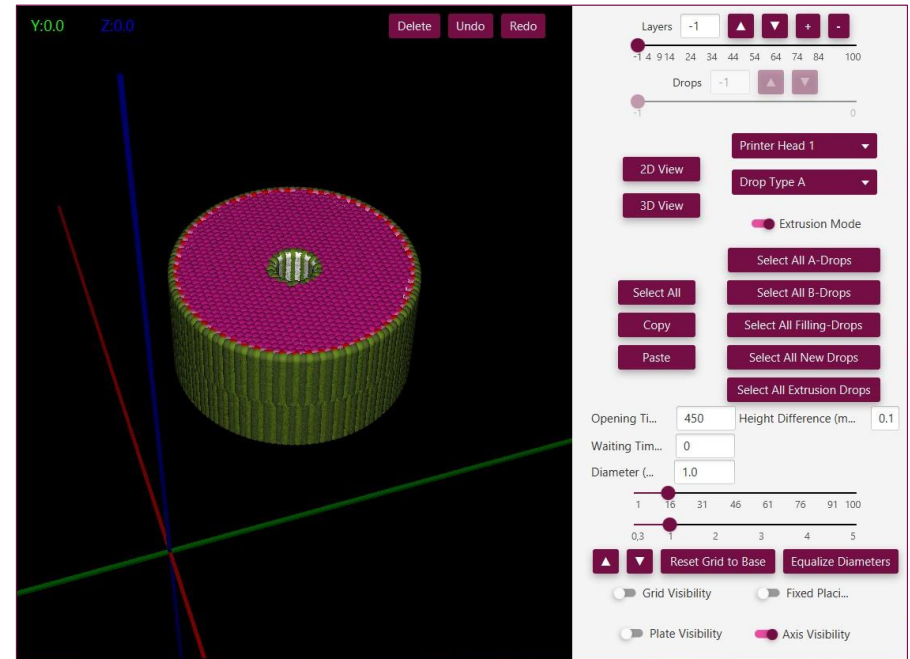 Y:0.0 Z:0.0 Delete Undo Redo
Layers -1 + -
-1 4 9 14 24 34 44 54 64 74 84 100
Drops -1
-1 0
Printer Head 1
2D View
Drop Type A
3D View
Extrusion Mode
Select All A-Drops
Select All Select All B-Drops
Copy Select All Filling-Drops
Paste Select All New Drops
Select All Extrusion Drops
Opening Ti... 450 Height Difference (m... 0.1
Waiting Tim... 0
Diameter (... 1.0
1 16 31 46 61 76 91 100
0,3 1 2 3 4 5
Reset Grid to Base Equalize Diameters
Grid Visibility Fixed Placi...
Plate Visibility Axis Visibility